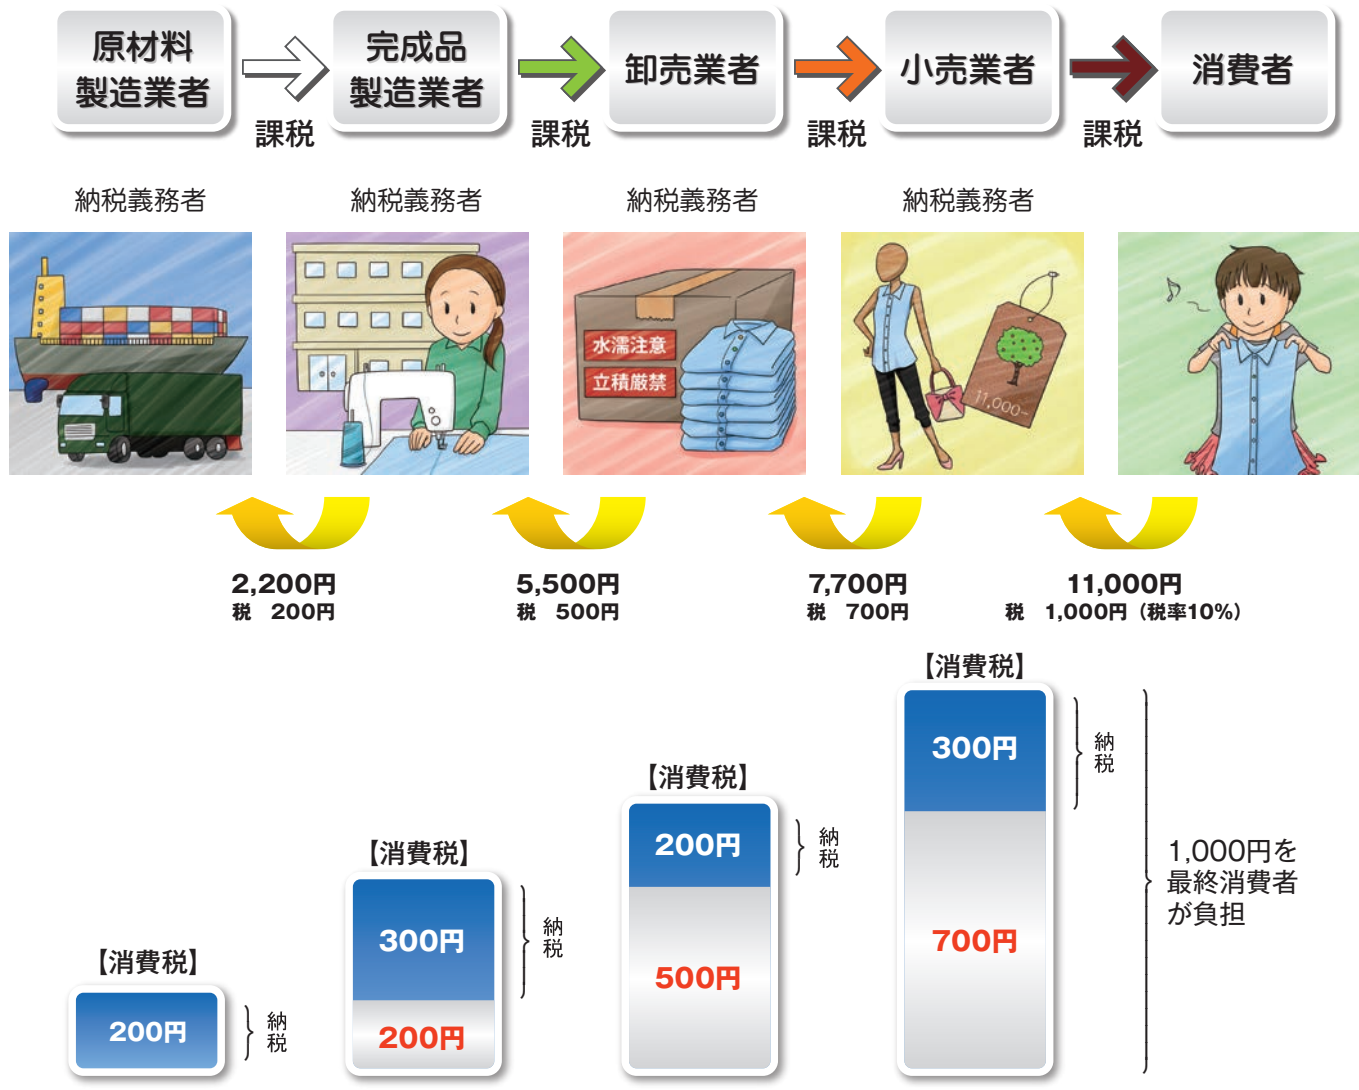 原材料
製造業者
完成品
製造業者
卸売業者
小売業者
消費者
課税
課税
課税
課税
納税義務者
納税義務者
納税義務者
納税義務者
水濡注意
立積厳禁
11,000-
2,200円
税 200円
5,500円
税 500円
7,700円
税 700円
11,000円
税 1,000円（税率10%）
【消費税】
200円
納税
【消費税】
300円
200円
納税
【消費税】
200円
500円
納税
【消費税】
300円
700円
納税
1,000円を
最終消費者
が負担